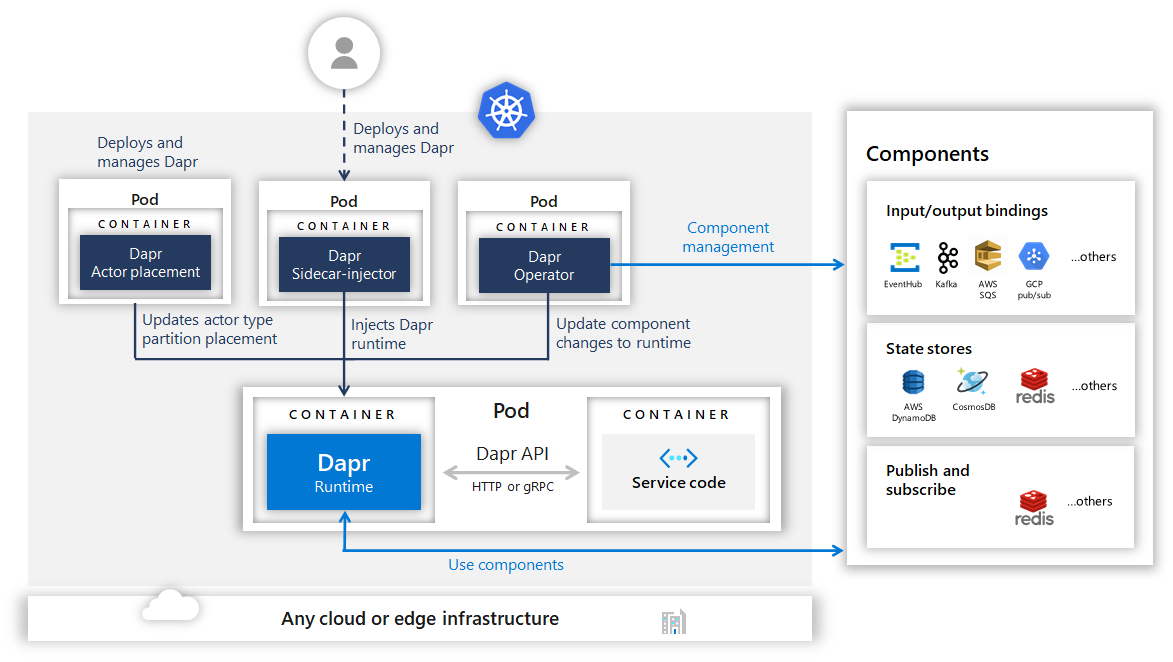 Deploys and
manages Dapr
Deploys and
manages Dapr
Pod
CONTAINER
Dapr
Actor placement
Pod
CONTAINER
Dapr
Sidecar-injector
Pod
CONTAINER
Dapr
Operator
Component
management
Updates actor type
partition placement
Injects Dapr
runtime
Update component
changes to runtime
CONTAINER
Dapr
Runtime
Pod
Dapr API
HTTP or gRPC
CONTAINER
Service code
Use components
Any cloud or edge infrastructure
Components
Input/output bindings
EventHub
Kafka
AWS
SQS
GCP
pub/sub
...others
State stores
AWS
DynamoDB
CosmosDB
redis
...others
Publish and
subscribe
redis
...others